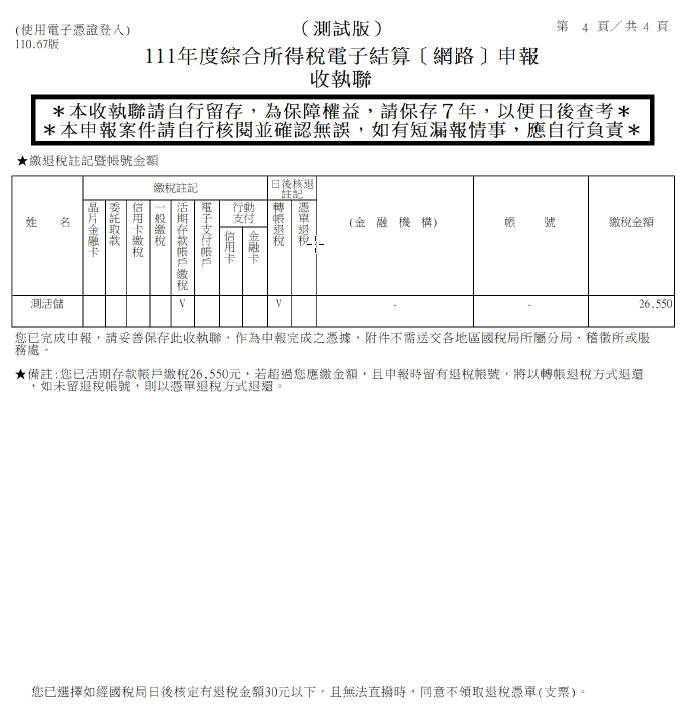 (使用電子憑證登入)
110.67版
(測試版)
第 4 頁／共 4 頁
111年度綜合所得稅電子結算〔網路〕申報
收執聯
＊本收執聯請自行留存，為保障權益，請保存７年，以便日後查考＊
＊本申報案件請自行核閱並確認無誤，如有短漏報情事，應自行負責＊
★繳退稅註記暨帳號金額
姓 名
繳稅註記
晶片金融卡
委託取款
信用卡繳稅
一般繳稅
活期存款帳戶繳稅
電子支付帳戶
行動支付
信用卡
金融卡
日後核退註記
轉帳退稅
憑單退稅
(金 融 機 構)
帳 號
繳稅金額
測活儲 V V - - 26,550
您已完成申報，請妥善保存此收執聯，作為申報完成之憑據，附件不需送交各地區國稅局所屬分局、稽徵所或服
務處。
★備註:您已活期存款帳戶繳稅26,550元，若超過您應繳金額，且申報時留有退稅帳號，將以轉帳退稅方式退還
，如未留退稅帳號，則以憑單退稅方式退還。
您已選擇如經國稅局日後核定有退稅金額30元以下，且無法直撥時，同意不領取退稅憑單(支票)。